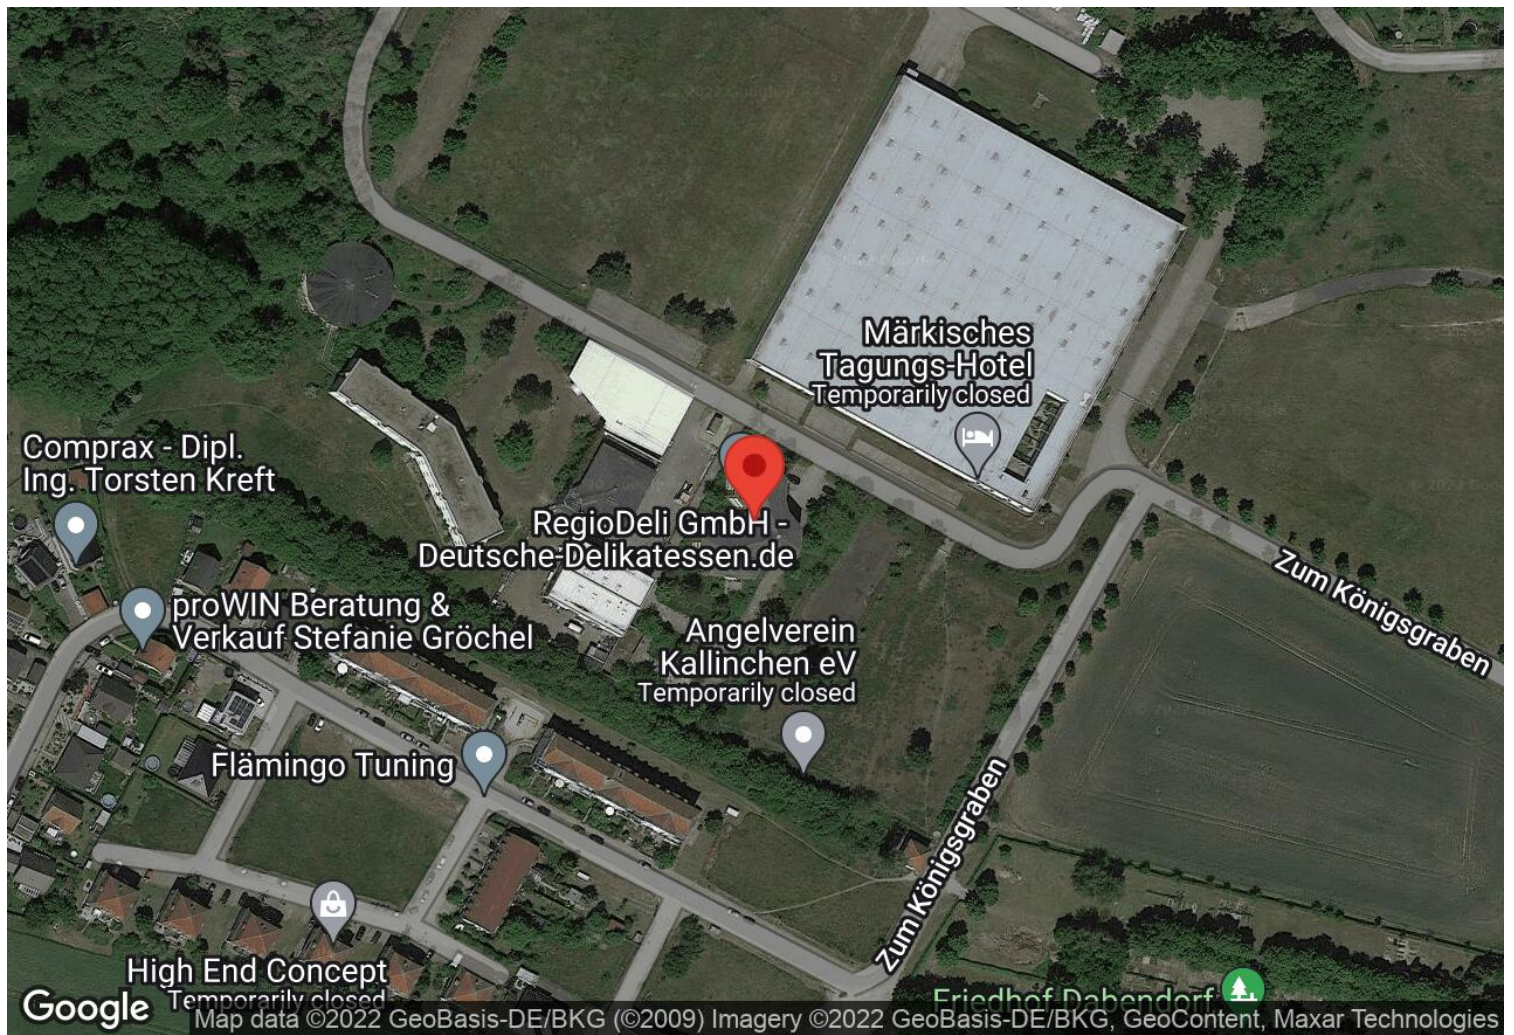 Märkisches
Tagungs-Hotel
Temporarily closed
Comprax - Dipl.
Ing. Torsten Kreft
RegioDeli GmbH -
Deutsche-Delikatessen.de
Zum Königsgraben
proWIN Beratung &
Verkauf Stefanie Gröchel
Angelverein
Kallinchen eV
Temporarily closed
Flämingo Tuning
Zum Königsgraben
High End Concept
Temporarily closed
Friedhof Dabendorf
Google
Map data ©2022 GeoBasis-DE/BKG (©2009) Imagery ©2022 GeoBasis-DE/BKG, GeoContent, Maxar Technologies